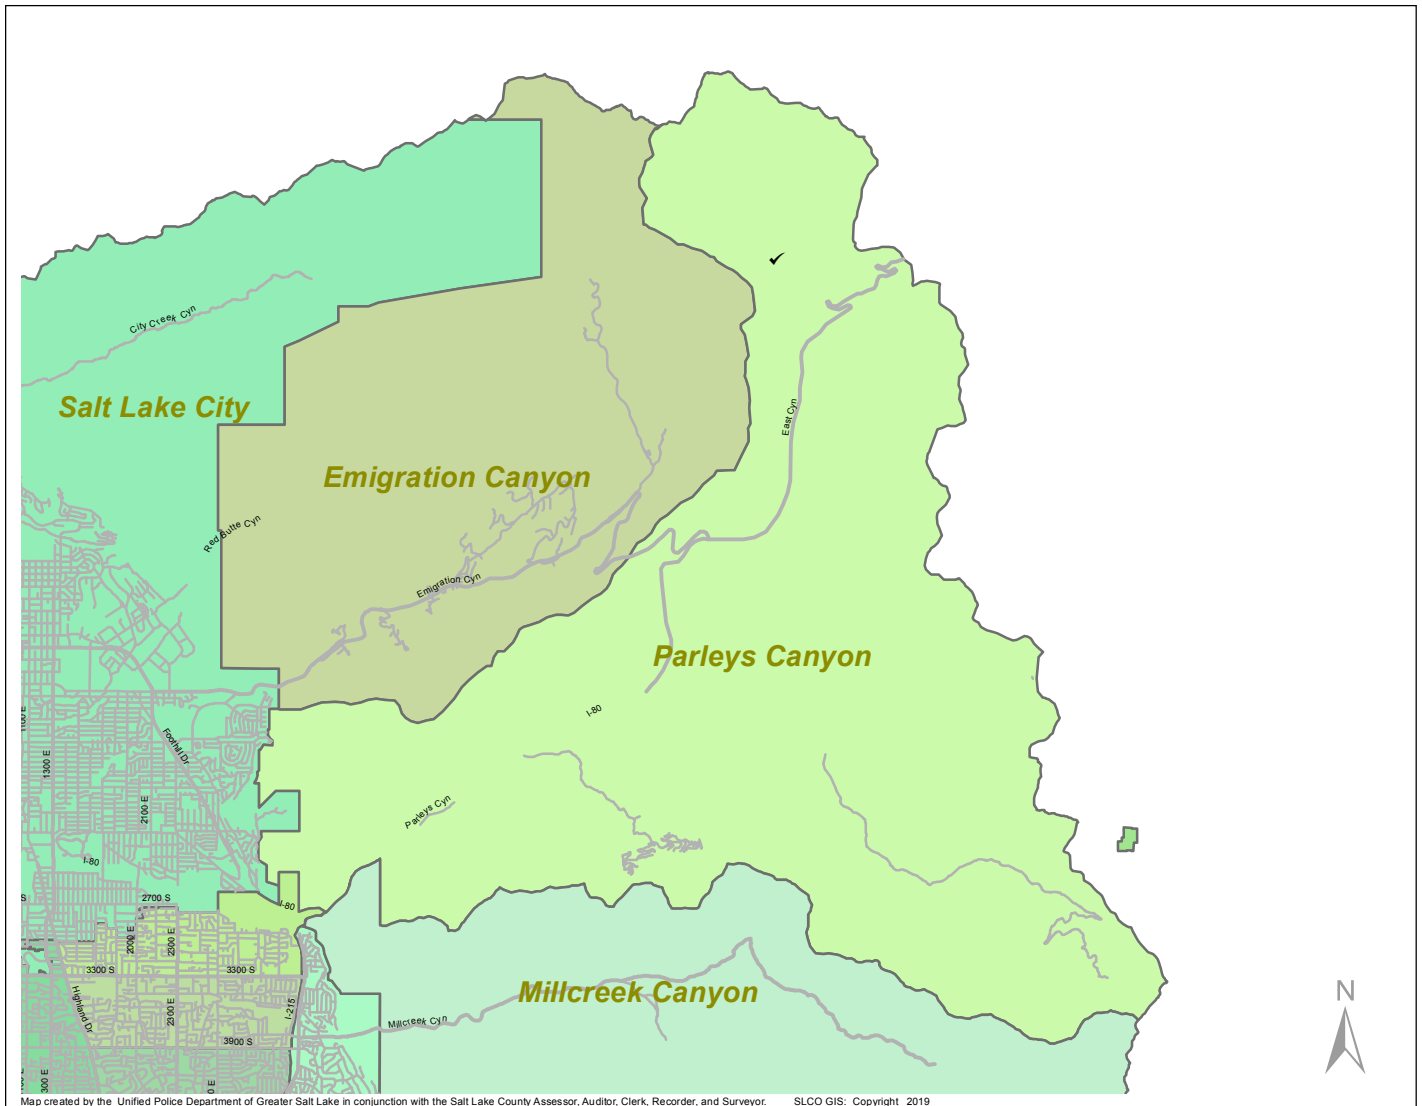 City Creek Cyn
Salt Lake City
East Cyn
Emigration Canyon
Red Butte Cyn
Emigration Cyn
Parleys Canyon
I-80
Foothill Dr
1300 E
2100 E
Parleys Cyn
I-80
2700 S
S
I-80
2000 E
2300 E
3300 S
3300 S
Highland Dr
2300 E
I-215
Millcreek Canyon
Millcreek Cyn
3900 S
N
Map created by the Unified Police Department of Greater Salt Lake in conjunction with the Salt Lake County Assessor, Auditor, Clerk, Recorder, and Surveyor. SLCO GIS: Copyright 2019